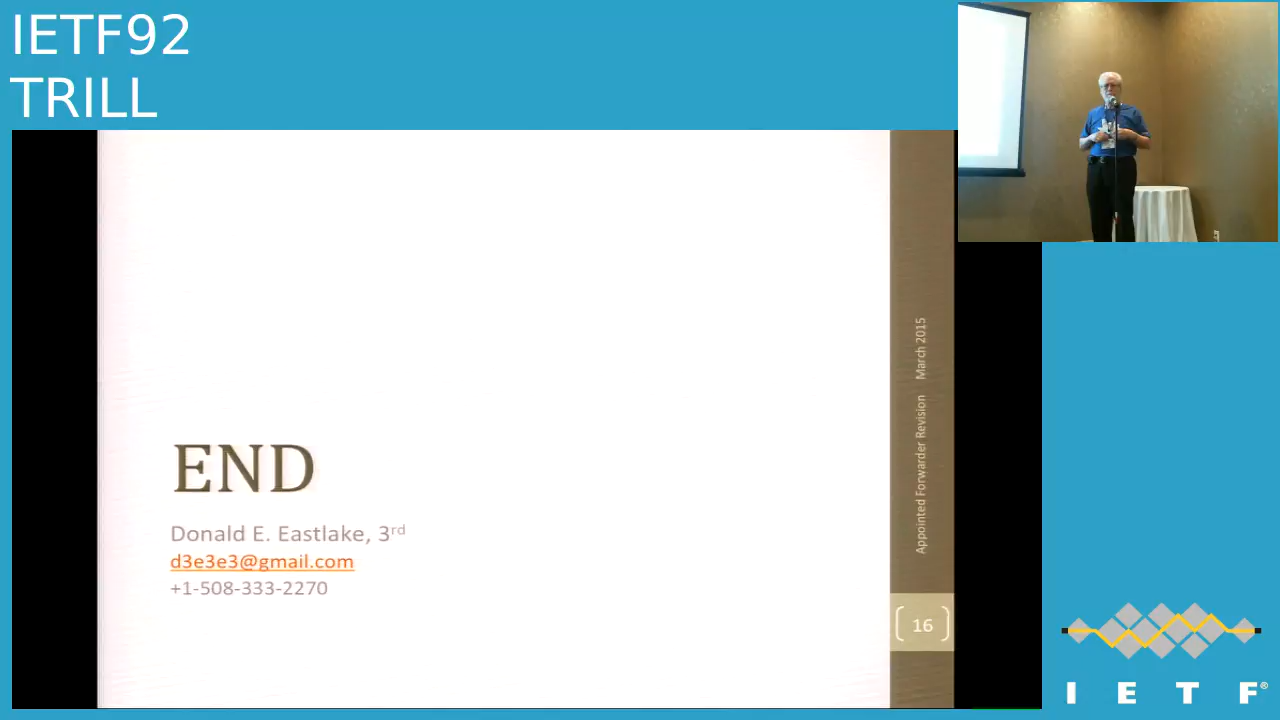 IETF92
TRILL
END
Donald E. Eastlake, 3rd
d3e3e3@gmail.com
+1-508-333-2270
Appointed Forwarder Revision March 2015
16
I E T F®